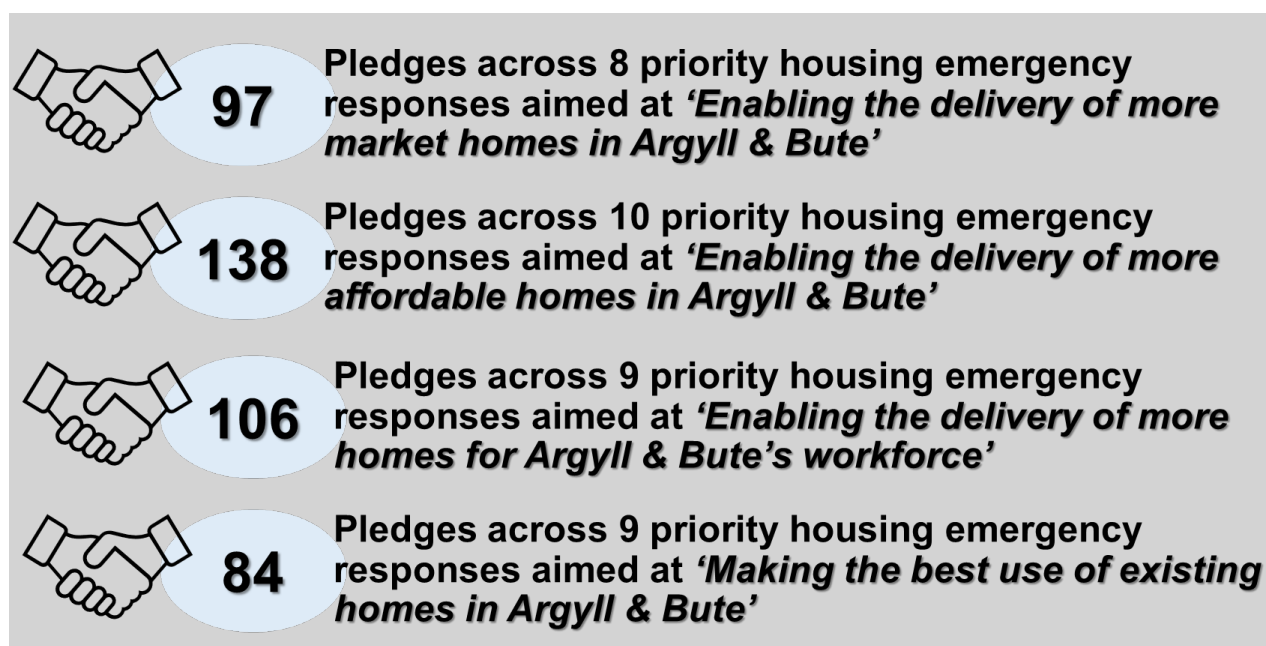 97
Pledges across 8 priority housing emergency
responses aimed at ‘Enabling the delivery of more
market homes in Argyll & Bute’
138
Pledges across 10 priority housing emergency
responses aimed at ‘Enabling the delivery of more
affordable homes in Argyll & Bute’
106
Pledges across 9 priority housing emergency
responses aimed at ‘Enabling the delivery of more
homes for Argyll & Bute’s workforce’
84
Pledges across 9 priority housing emergency
responses aimed at ‘Making the best use of existing
homes in Argyll & Bute’